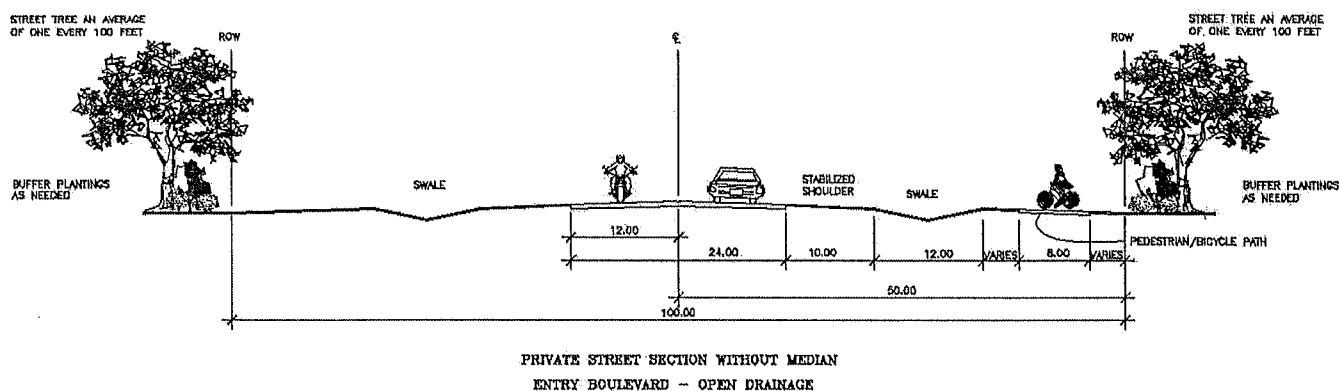 STREET TREE AN AVERAGE
OF ONE EVERY 100 FEET
ROW
℄
ROW
STREET TREE AN AVERAGE
OF ONE EVERY 100 FEET
BUFFER PLANTINGS
AS NEEDED
SWALE
STABILIZED
SHOULDER
SWALE
BUFFER PLANTINGS
AS NEEDED
PEDESTRIAN/BICYCLE PATH
12.00
24.00
10.00
12.00
VARIES
8.00
VARIES
50.00
100.00
PRIVATE STREET SECTION WITHOUT MEDIAN
ENTRY BOULEVARD - OPEN DRAINAGE